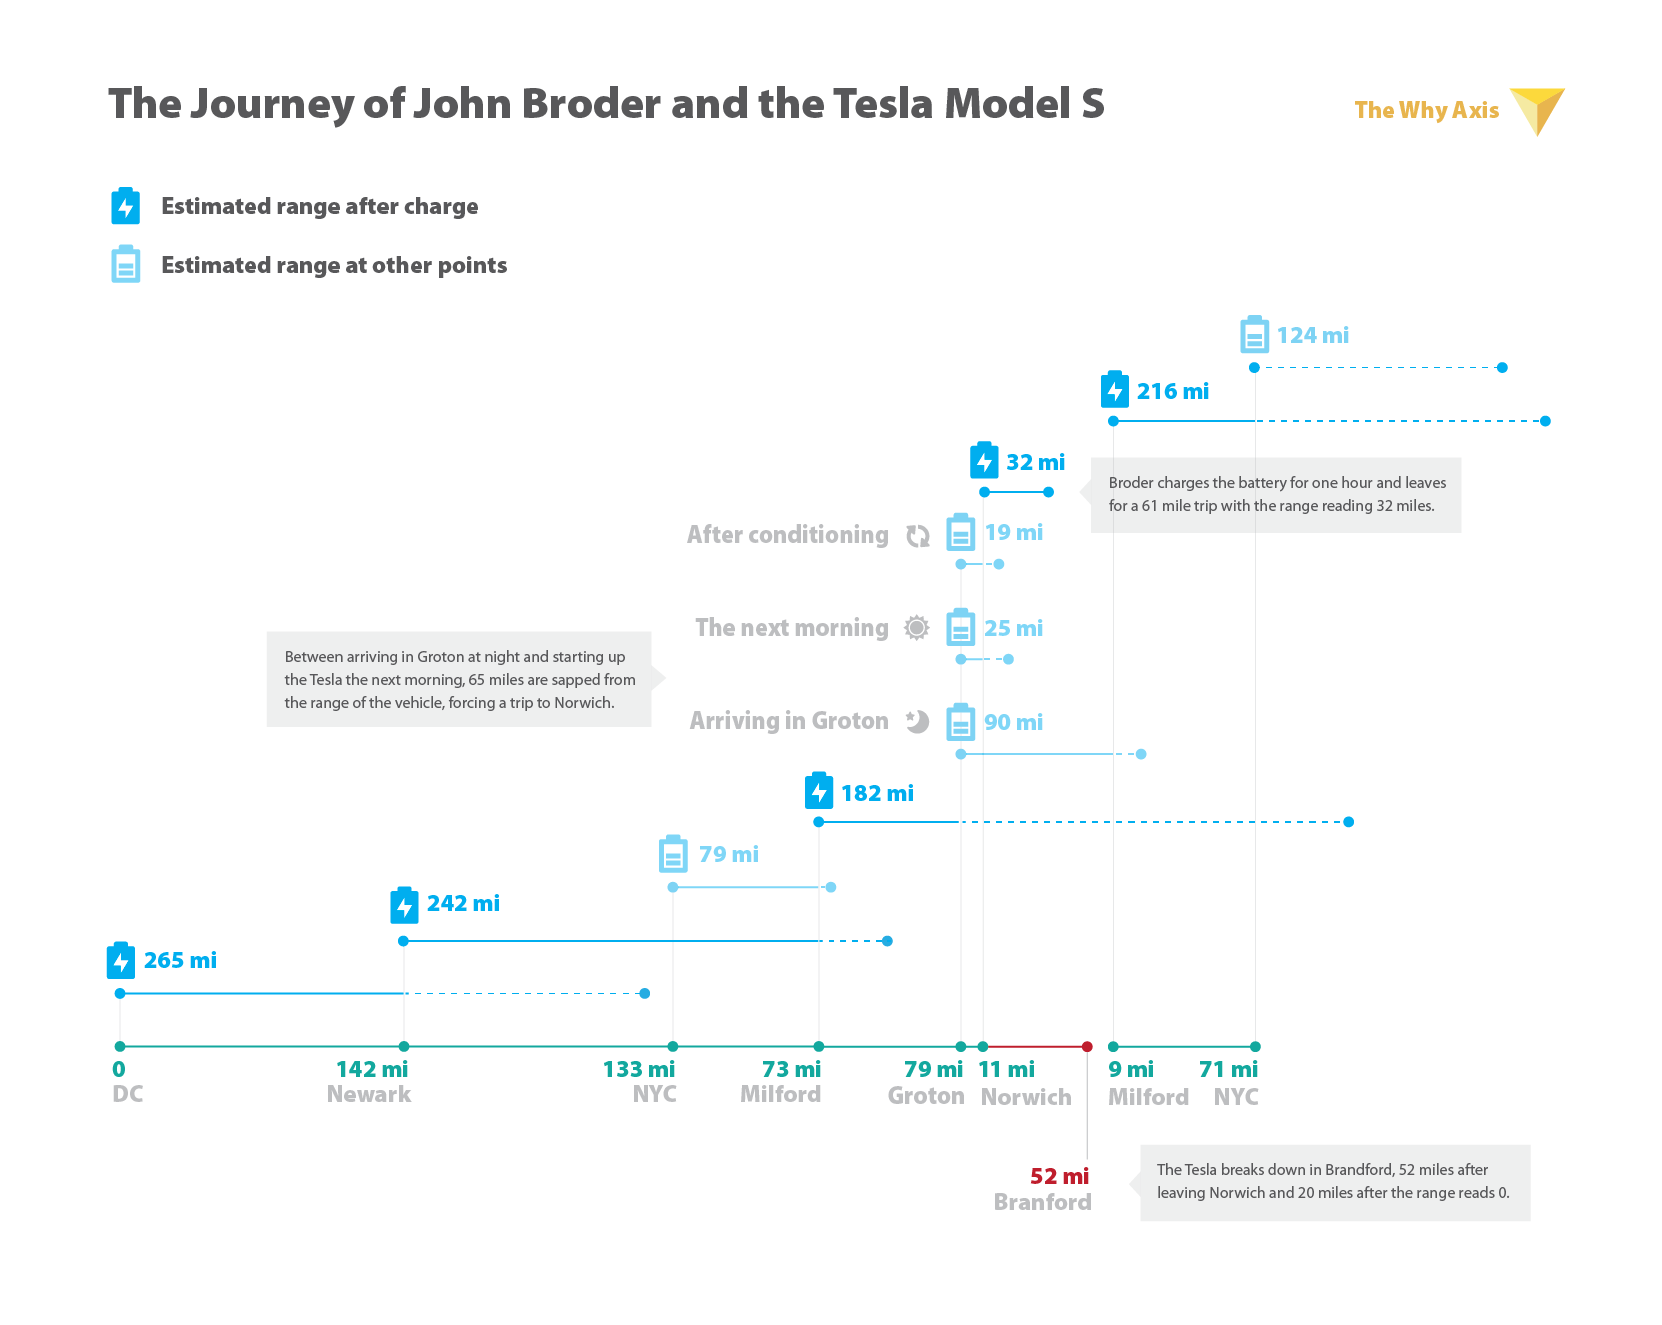 The Journey of John Broder and the Tesla Model S
The Why Axis
Estimated range after charge
Estimated range at other points
124 mi
216 mi
32 mi
Broder charges the battery for one hour and leaves
for a 61 mile trip with the range reading 32 miles.
After conditioning
19 mi
The next morning
25 mi
Between arriving in Groton at night and starting up
the Tesla the next morning, 65 miles are sapped from
the range of the vehicle, forcing a trip to Norwich.
Arriving in Groton
90 mi
182 mi
79 mi
242 mi
265 mi
0
DC
142 mi
Newark
133 mi
NYC
73 mi
Milford
79 mi
Groton
11 mi
Norwich
9 mi
Milford
71 mi
NYC
52 mi
Branford
The Tesla breaks down in Brandford, 52 miles after
leaving Norwich and 20 miles after the range reads 0.